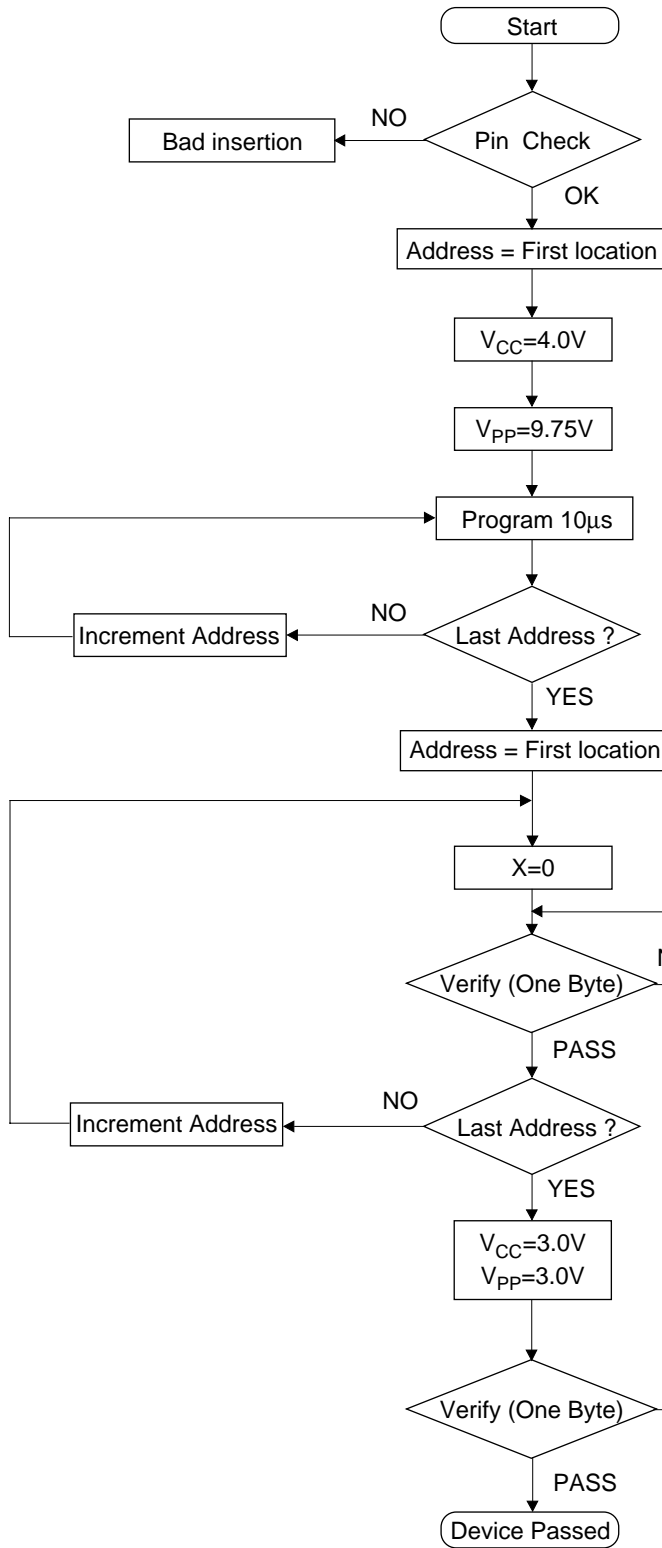 Start
NO
Bad insertion
Pin Check
OK
Address = First location
VCC=4.0V
VPP=9.75V
Program 10μs
NO
Increment Address
Last Address ?
YES
Address = First location
X=0
Verify (One Byte)
PASS
NO
Increment Address
Last Address ?
YES
VCC=3.0V
VPP=3.0V
Verify (One Byte)
PASS
Device Passed